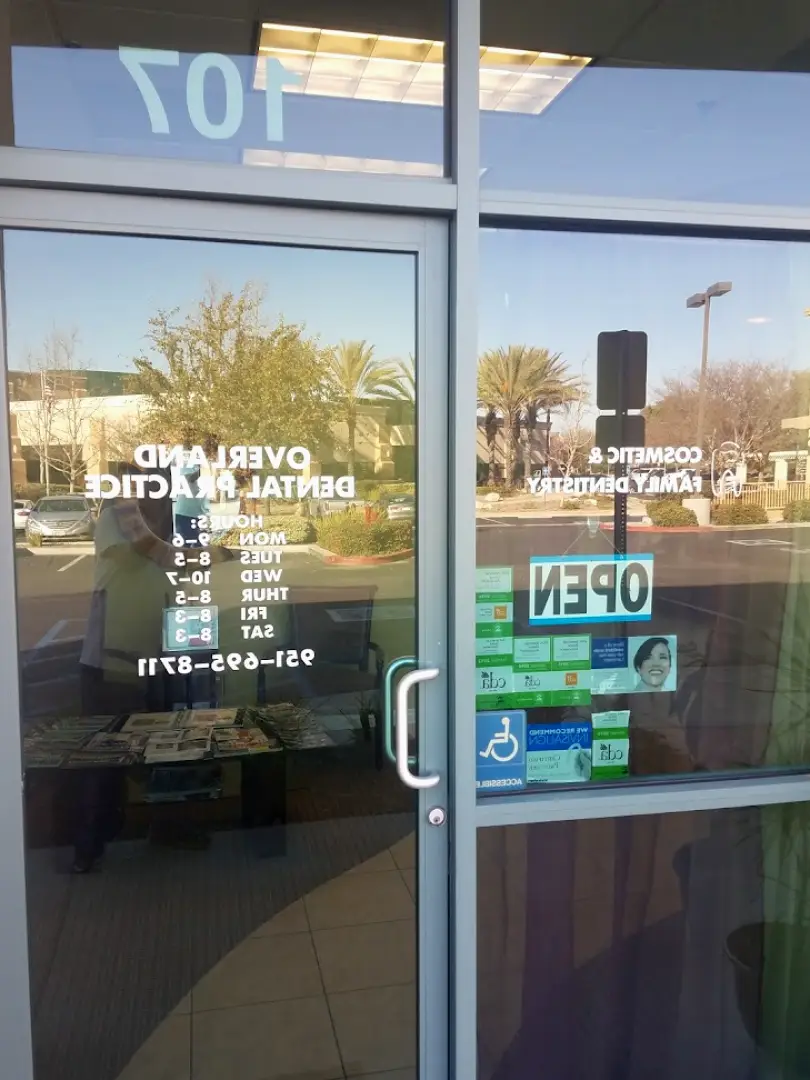 107
OVERLAND
DENTAL PRACTICE
HOURS:
MON 9-6
TUES 8-5
WED 10-7
THUR 8-5
FRI 8-3
SAT 8-3
951-695-8711
COSMETIC &
FAMILY DENTISTRY
OPEN
cda
cda
WE RECOMMEND
INVISALIGN
cda
ACCESSIBLE